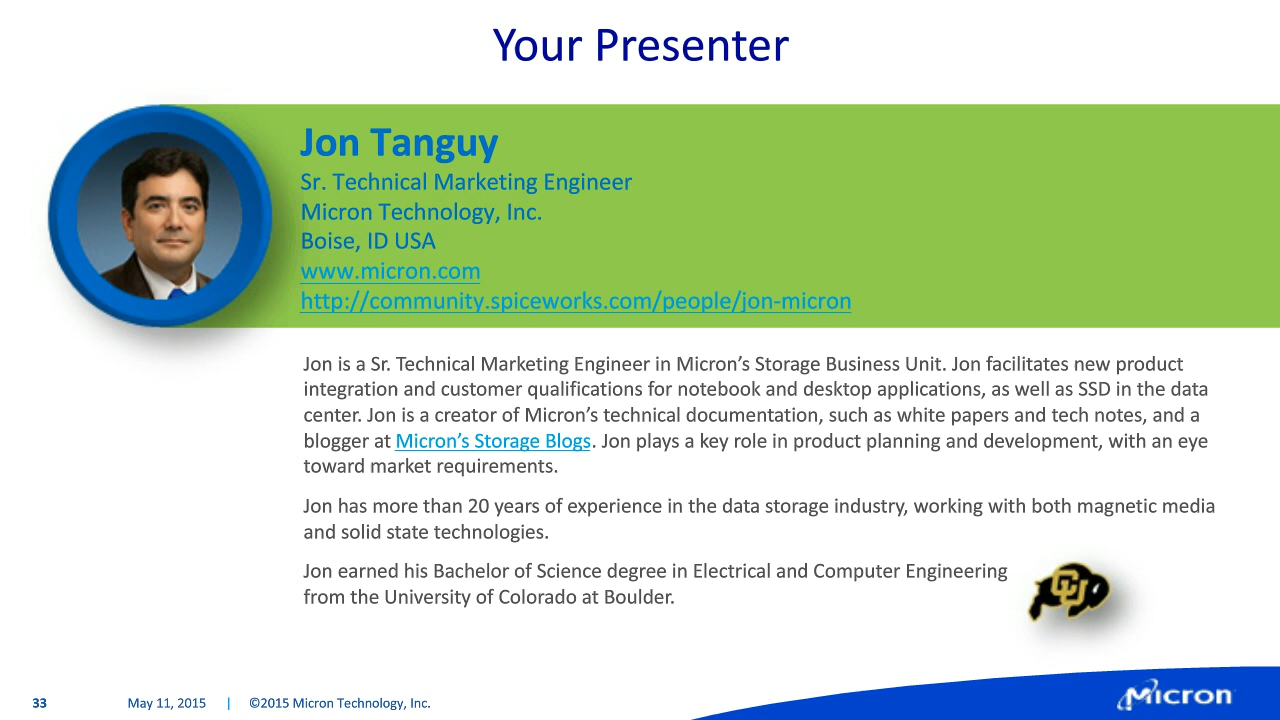 Your Presenter
Jon Tanguy
Sr. Technical Marketing Engineer
Micron Technology, Inc.
Boise, ID USA
www.micron.com
http://community.spiceworks.com/people/jon-micron
Jon is a Sr. Technical Marketing Engineer in Micron’s Storage Business Unit. Jon facilitates new product
integration and customer qualifications for notebook and desktop applications, as well as SSD in the data
center. Jon is a creator of Micron’s technical documentation, such as white papers and tech notes, and a
blogger at Micron’s Storage Blogs. Jon plays a key role in product planning and development, with an eye
toward market requirements.
Jon has more than 20 years of experience in the data storage industry, working with both magnetic media
and solid state technologies.
Jon earned his Bachelor of Science degree in Electrical and Computer Engineering
from the University of Colorado at Boulder.
CU
33 May 11, 2015 | ©2015 Micron Technology, Inc.
Micron